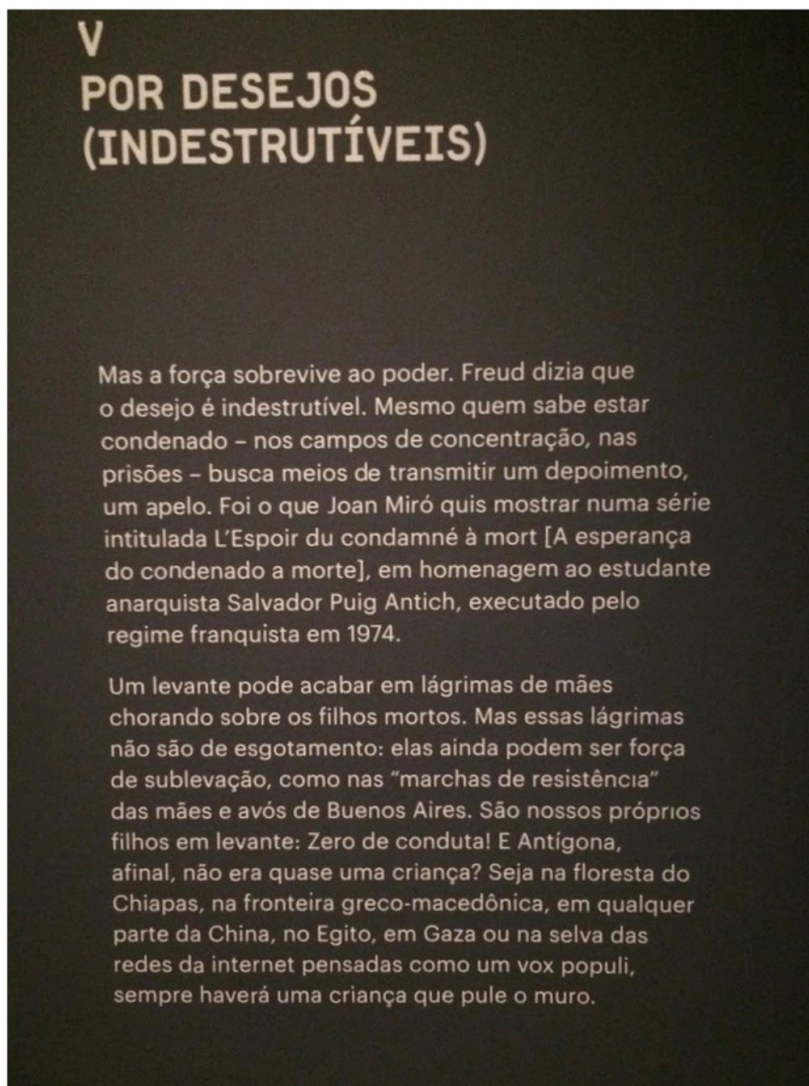 V
POR DESEJOS
(INDESTRUTÍVEIS)
Mas a força sobrevive ao poder. Freud dizia que
o desejo é indestrutível. Mesmo quem sabe estar
condenado – nos campos de concentração, nas
prisões – busca meios de transmitir um depoimento,
um apelo. Foi o que Joan Miró quis mostrar numa série
intitulada L’Espoir du condamné à mort [A esperança
do condenado a morte], em homenagem ao estudante
anarquista Salvador Puig Antich, executado pelo
regime franquista em 1974.
Um levante pode acabar em lágrimas de mães
chorando sobre os filhos mortos. Mas essas lágrimas
não são de esgotamento: elas ainda podem ser força
de sublevação, como nas “marchas de resistência”
das mães e avós de Buenos Aires. São nossos próprios
filhos em levante: Zero de conduta! E Antígona,
afinal, não era quase uma criança? Seja na floresta do
Chiapas, na fronteira greco-macedônica, em qualquer
parte da China, no Egito, em Gaza ou na selva das
redes da internet pensadas como um vox populi,
sempre haverá uma criança que pule o muro.